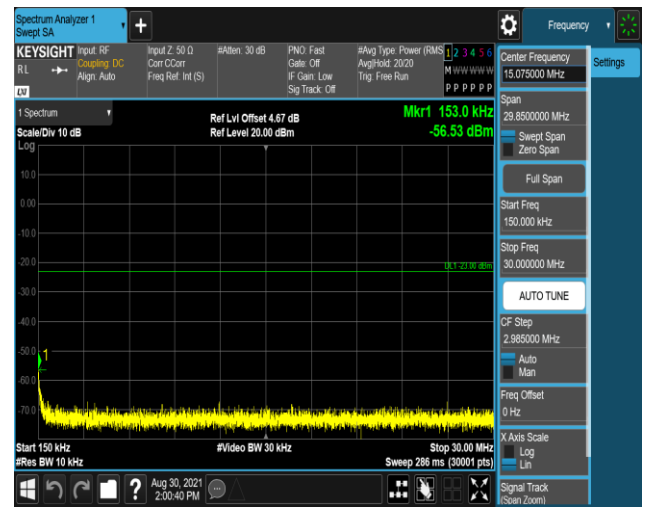 Spectrum Analyzer 1
Swept SA
Frequency
KEYSIGHT
RL
LXI
Input: RF
Coupling: DC
Align: Auto
Input Z: 50 Ω
Corr CCorr
Freq Ref: Int (S)
#Atten: 30 dB
PNO: Fast
Gate: Off
IF Gain: Low
Sig Track: Off
#Avg Type: Power (RMS
Avg|Hold: 20/20
Trig: Free Run
1 2 3 4 5 6
M W W W W W
P P P P P P
1 Spectrum
Scale/Div 10 dB
Log
Ref Lvl Offset 4.67 dB
Ref Level 20.00 dBm
Mkr1 153.0 kHz
-56.53 dBm
10.0
0.00
-10.0
-20.0
-30.0
-40.0
-50.0
-60.0
-70.0
DL1 -23.00 dBm
1
Start 150 kHz
#Res BW 10 kHz
#Video BW 30 kHz
Stop 30.00 MHz
Sweep 286 ms (30001 pts)
?
Aug 30, 2021
2:00:40 PM
Center Frequency
15.075000 MHz
Settings
Span
29.8500000 MHz
Swept Span
Zero Span
Full Span
Start Freq
150.000 kHz
Stop Freq
30.000000 MHz
AUTO TUNE
CF Step
2.985000 MHz
Auto
Man
Freq Offset
0 Hz
X Axis Scale
Log
Lin
Signal Track
(Span Zoom)